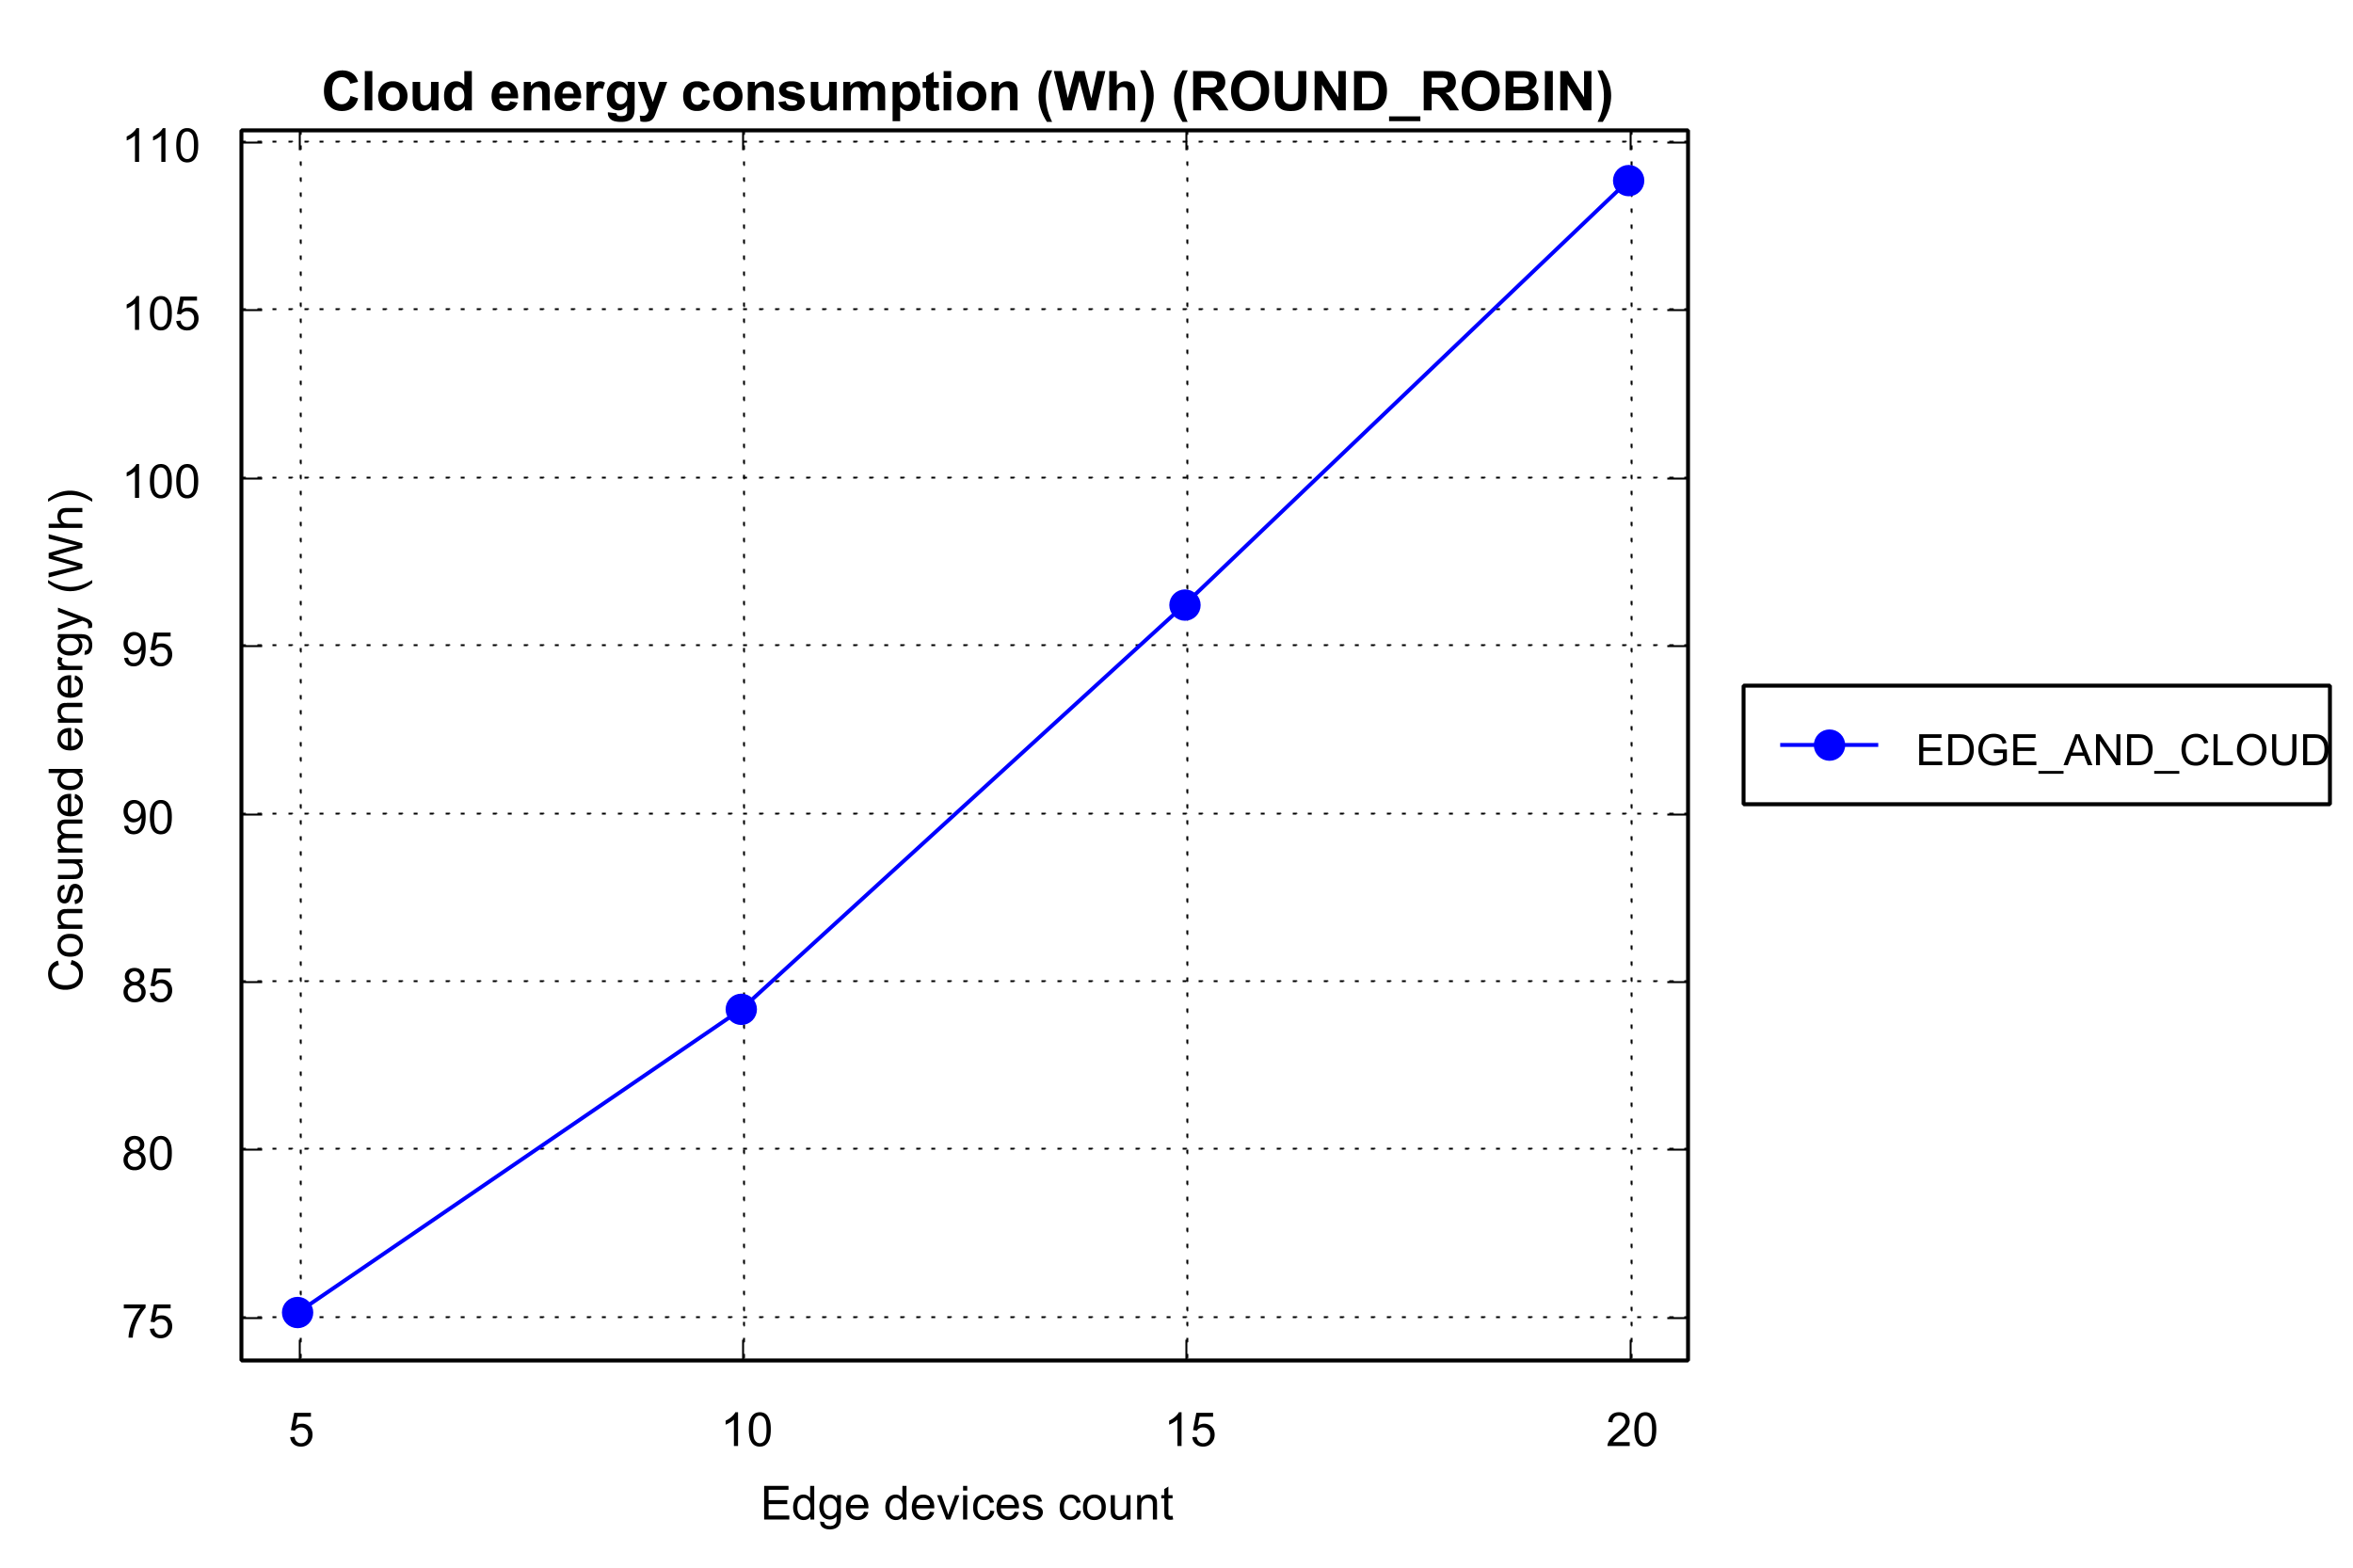 Cloud energy consumption (Wh) (ROUND_ROBIN)
110
105
100
95
90
85
80
75
Consumed energy (Wh)
5 10 15 20
Edge devices count
EDGE_AND_CLOUD